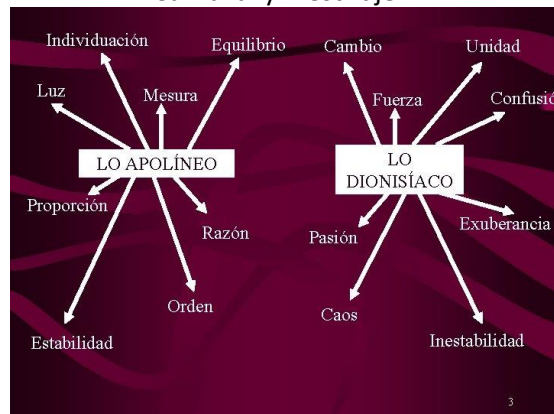 Individuación
Equilibrio
Cambio
Unidad
Luz
Mesura
Fuerza
Confusió
LO APOLÍNEO
LO
DIONISÍACO
Proporción
Razón
Pasión
Exuberancia
Orden
Caos
Estabilidad
Inestabilidad
3